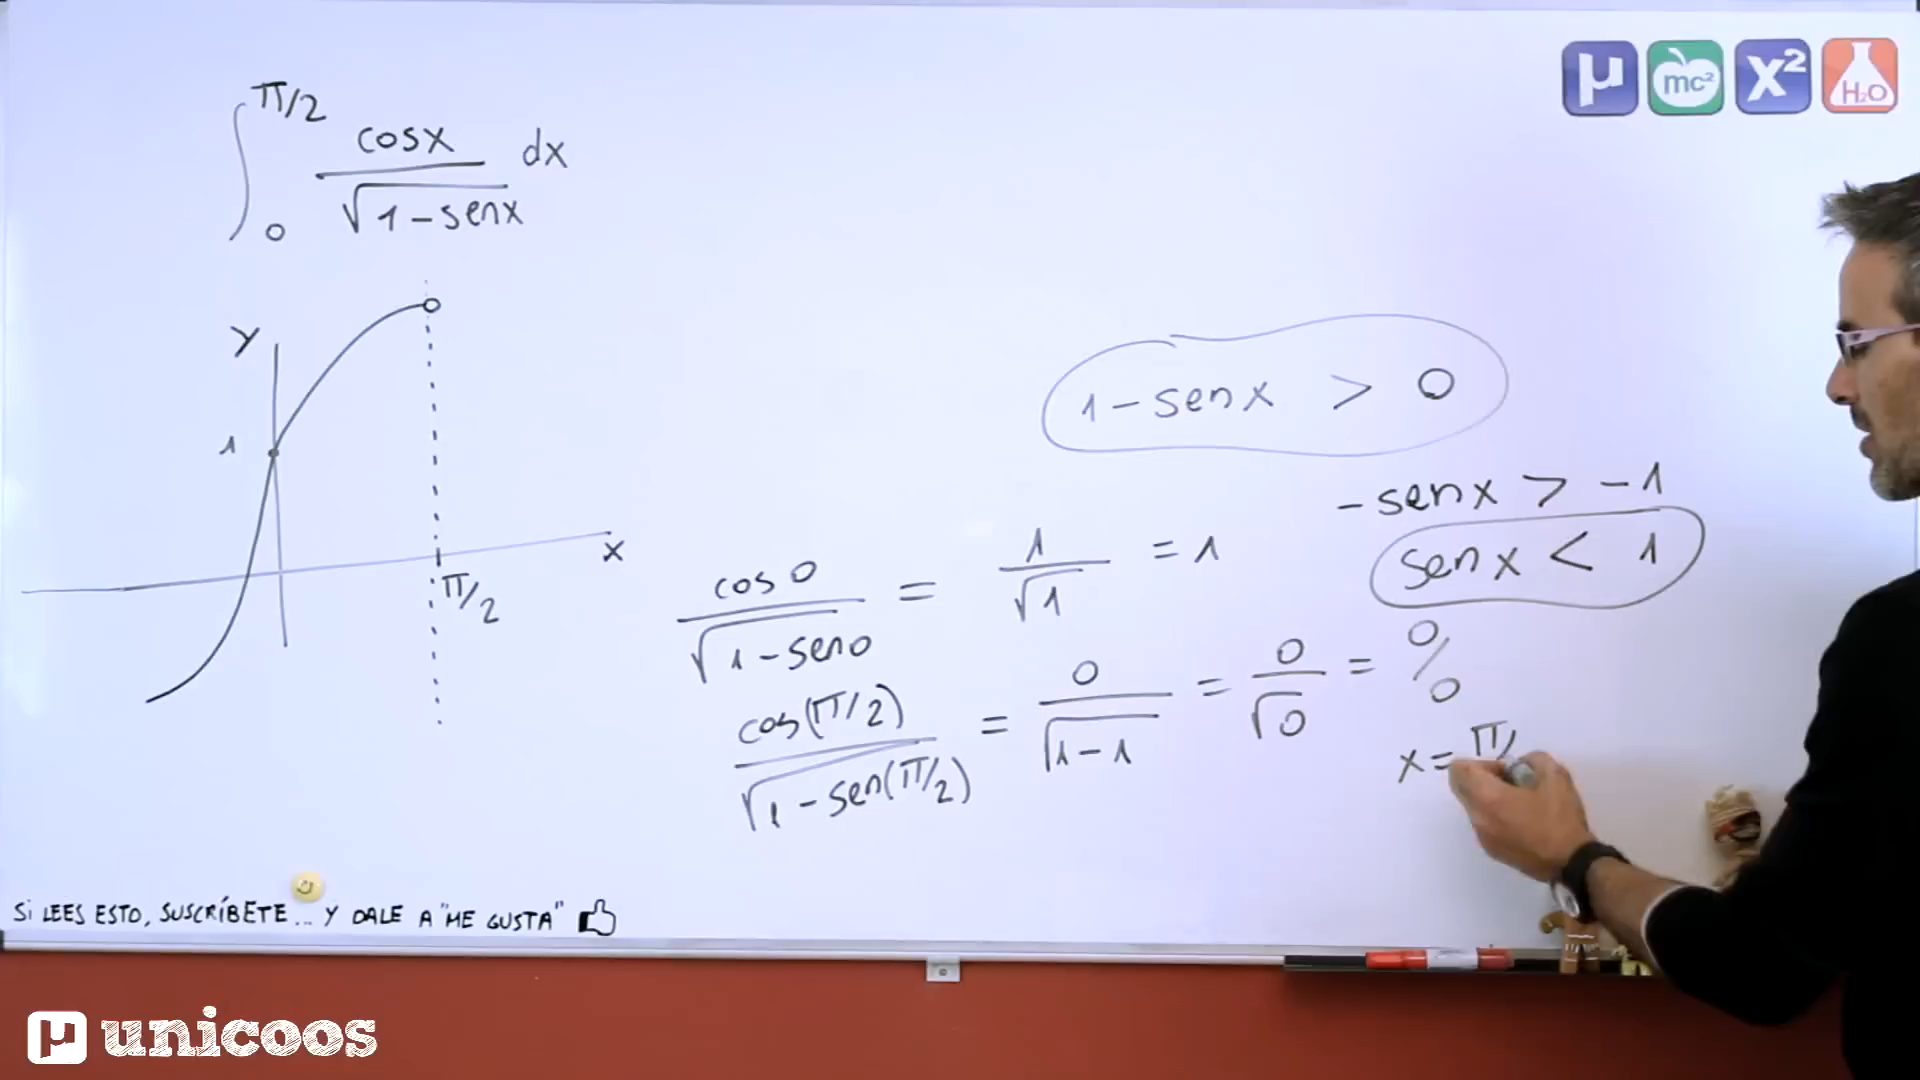 ∫₀^{π/2} cosx / √(1-senx) dx
y
1
x
π/2
1-senx > 0
-senx > -1
senx < 1
cos0 / √(1-sen0) = 1 / √1 = 1
cos(π/2) / √(1-sen(π/2)) = 0 / √(1-1) = 0 / √0 = 0/0
x= π/
Si LEES ESTO, SUSCRÍBETE... Y DALE A "ME GUSTA"
μ mc² x² H₂O
μ unicoos